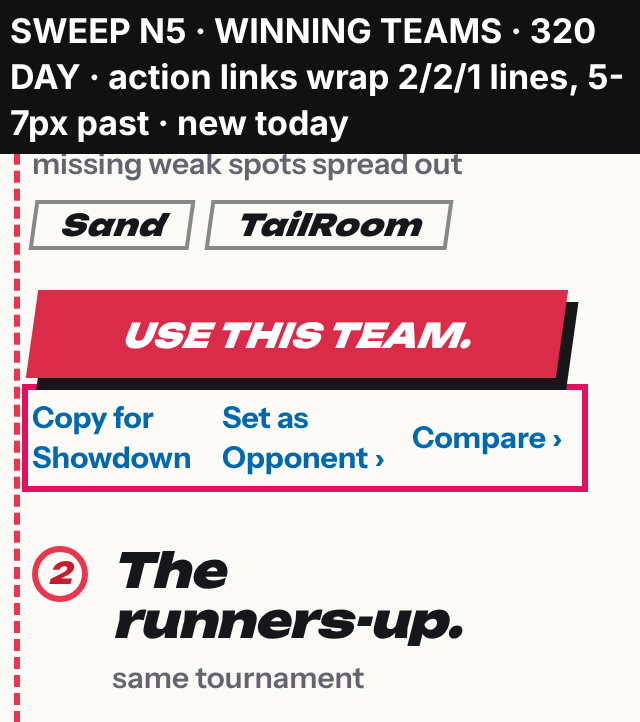 SWEEP N5 · WINNING TEAMS · 320
DAY · action links wrap 2/2/1 lines, 5-
7px past · new today
missing weak spots spread out
Sand TailRoom
USE THIS TEAM.
Copy for Set as
Showdown Opponent › Compare ›
2 The
runners-up.
same tournament